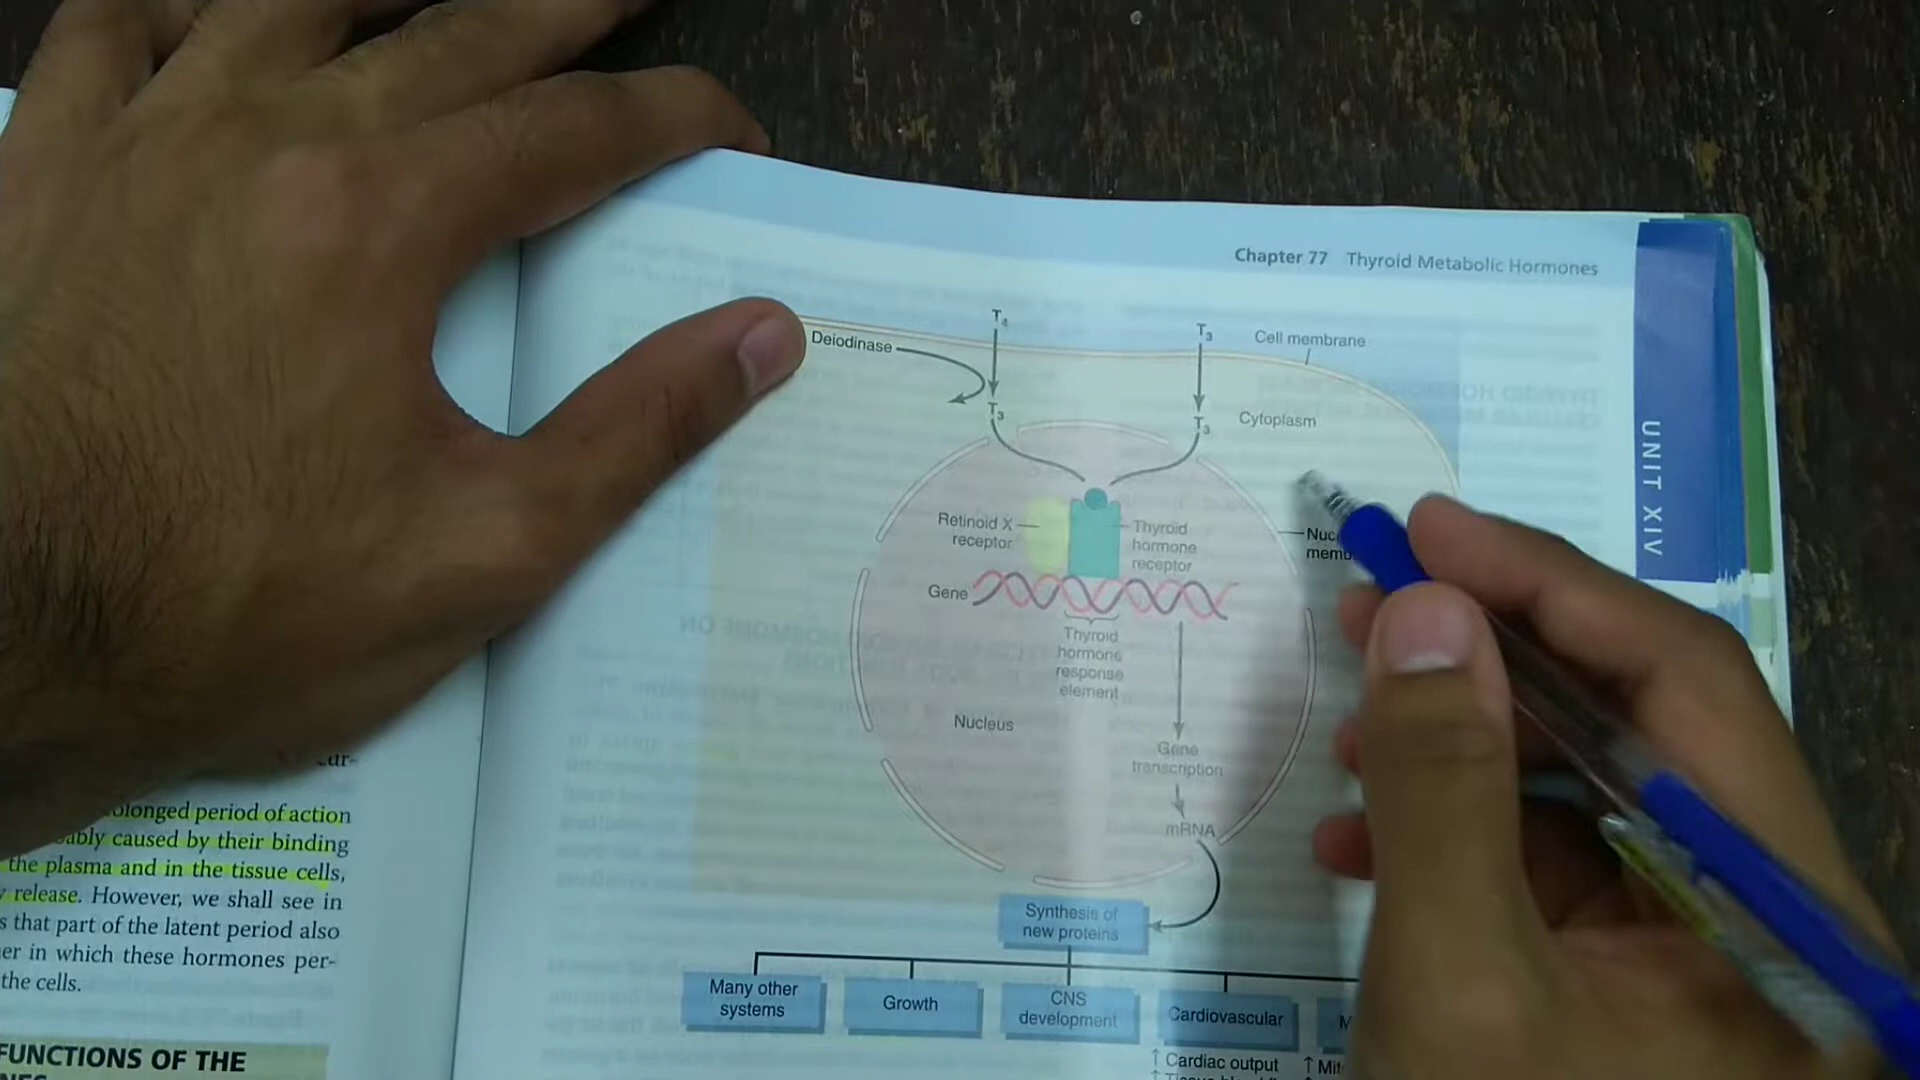 Chapter 77 Thyroid Metabolic Hormones
UNIT XIV
T4
T3
Cell membrane
Deiodinase
T3
T3
Cytoplasm
Retinoid X
receptor
Thyroid
hormone
receptor
Gene
Thyroid
hormone
response
element
Nucleus
Gene
transcription
mRNA
Synthesis of
new proteins
Many other
systems
Growth
CNS
development
Cardiovascular
↑ Cardiac output
period of action
caused by their binding
the plasma and in the tissue cells,
release. However, we shall see in
that part of the latent period also
in which these hormones per-
the cells.
FUNCTIONS OF THE